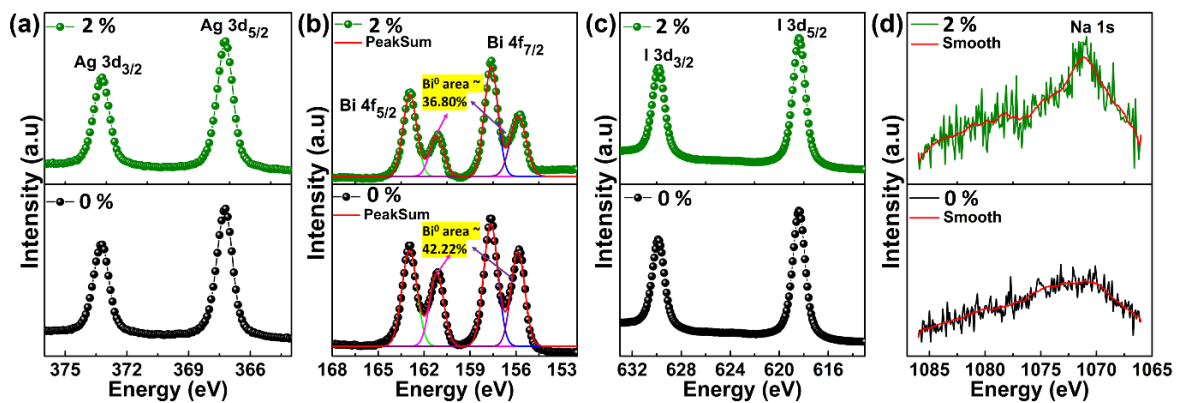 (a)
2 %
Ag 3d5/2
Ag 3d3/2
0 %
Intensity (a.u)
375 372 369 366
Energy (eV)
(b)
2 %
PeakSum
Bi 4f7/2
Bi⁰ area ~
36.80%
Bi 4f5/2
0 %
PeakSum
Bi⁰ area ~
42.22%
Intensity (a.u)
168 165 162 159 156 152
Energy (eV)
(c)
2 %
I 3d5/2
I 3d3/2
0 %
Intensity (a.u)
632 628 624 620 616
Energy (eV)
(d)
2 %
Na 1s
Smooth
0 %
Smooth
Intensity (a.u)
1085 1080 1075 1070 1065
Energy (eV)